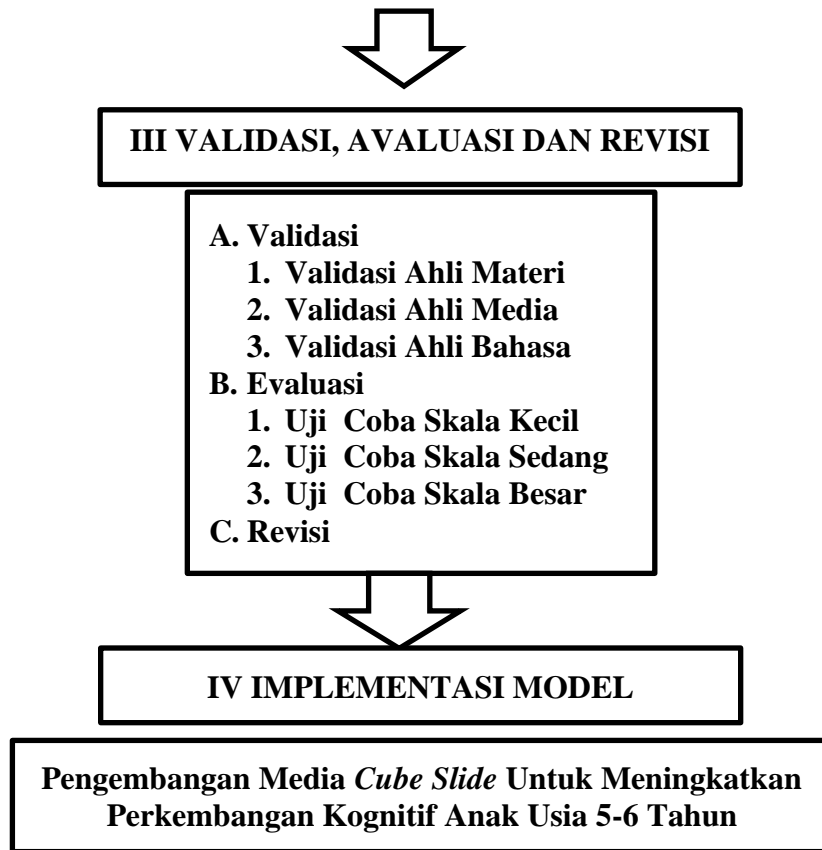 III VALIDASI, AVALUASI DAN REVISI
A. Validasi
1. Validasi Ahli Materi
2. Validasi Ahli Media
3. Validasi Ahli Bahasa
B. Evaluasi
1. Uji Coba Skala Kecil
2. Uji Coba Skala Sedang
3. Uji Coba Skala Besar
C. Revisi
IV IMPLEMENTASI MODEL
Pengembangan Media Cube Slide Untuk Meningkatkan
Perkembangan Kognitif Anak Usia 5-6 Tahun